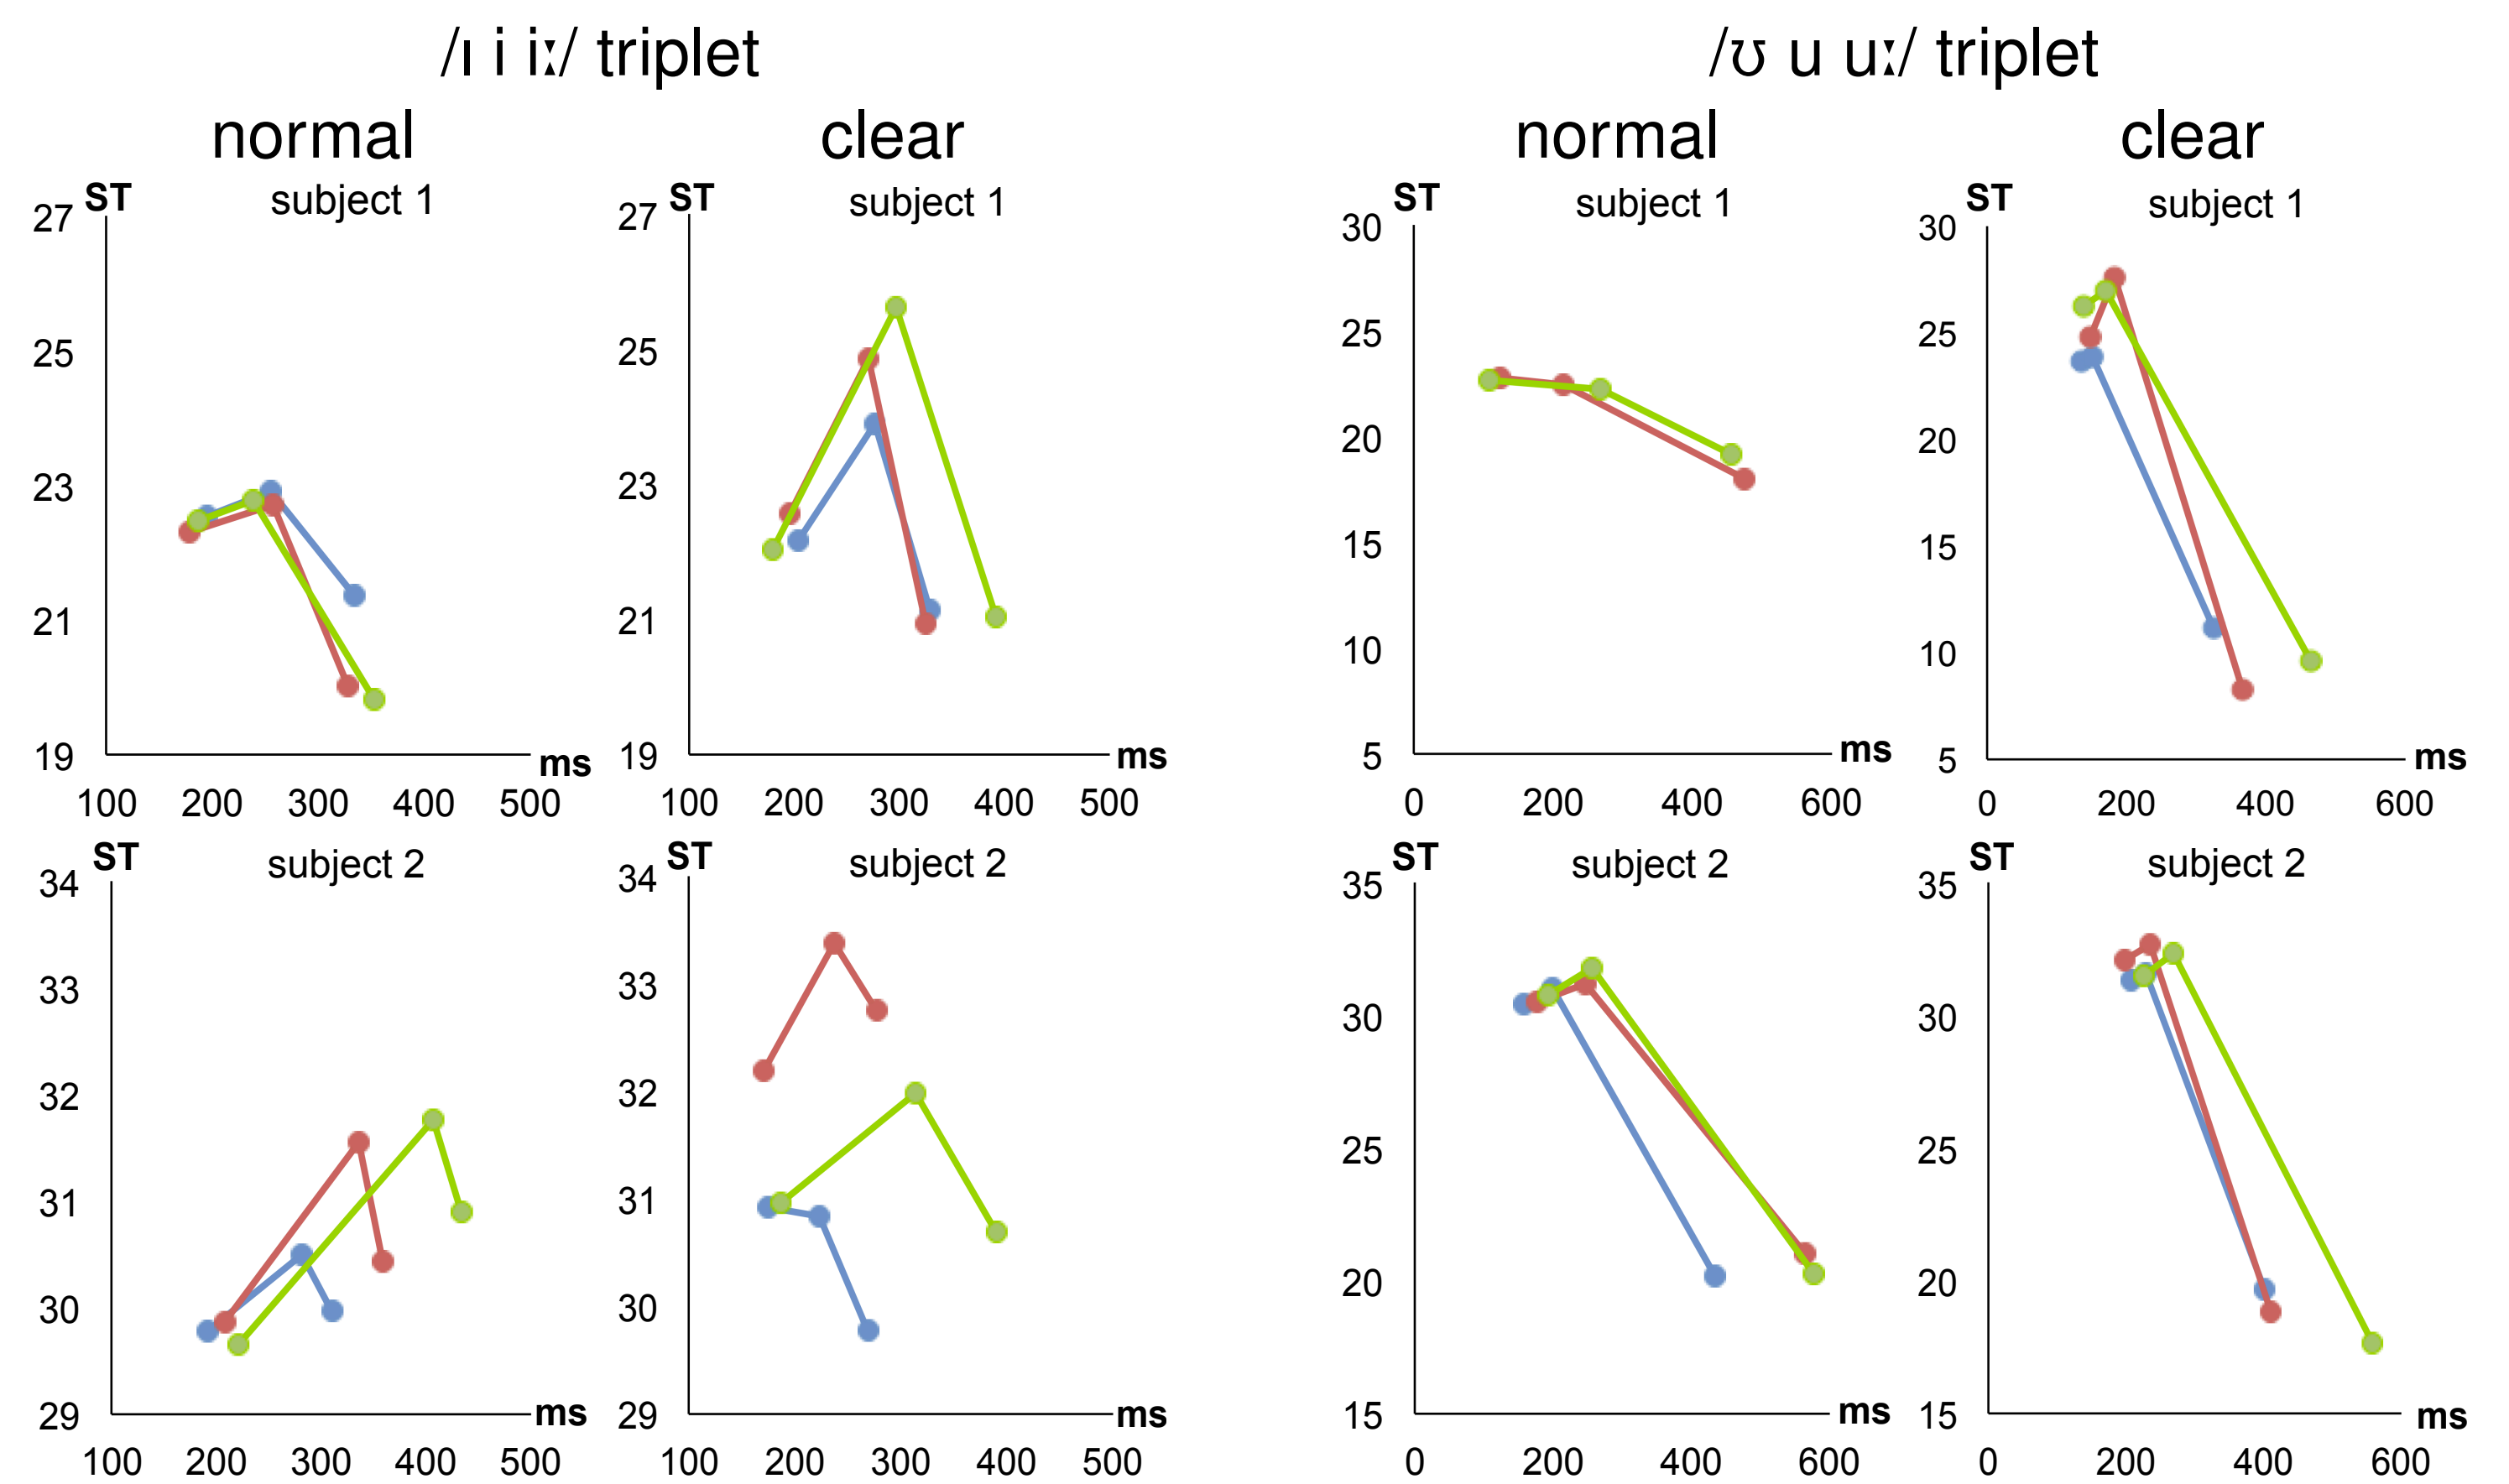 /ɪ i iː/ triplet
/ʊ u uː/ triplet
normal
clear
normal
clear
ST
subject 1
27
25
23
21
19
100 200 300 400 500
ms
ST
subject 1
27
25
23
21
19
100 200 300 400 500
ms
ST
subject 1
30
25
20
15
10
5
0 200 400 600
ms
ST
subject 1
30
25
20
15
10
5
0 200 400 600
ms
ST
subject 2
34
33
32
31
30
29
100 200 300 400 500
ms
ST
subject 2
34
33
32
31
30
29
100 200 300 400 500
ms
ST
subject 2
35
30
25
20
15
0 200 400 600
ms
ST
subject 2
35
30
25
20
15
0 200 400 600
ms